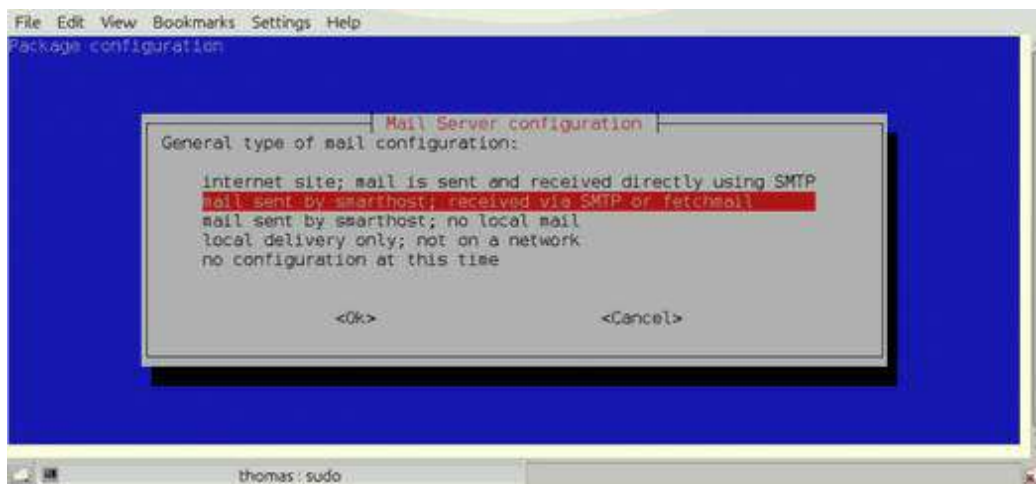 File Edit View Bookmarks Settings Help
Package configuration
Mail Server configuration
General type of mail configuration:
internet site; mail is sent and received directly using SMTP
mail sent by smarthost; received via SMTP or fetchmail
mail sent by smarthost; no local mail
local delivery only; not on a network
no configuration at this time
<Ok> <Cancel>
thomas : sudo